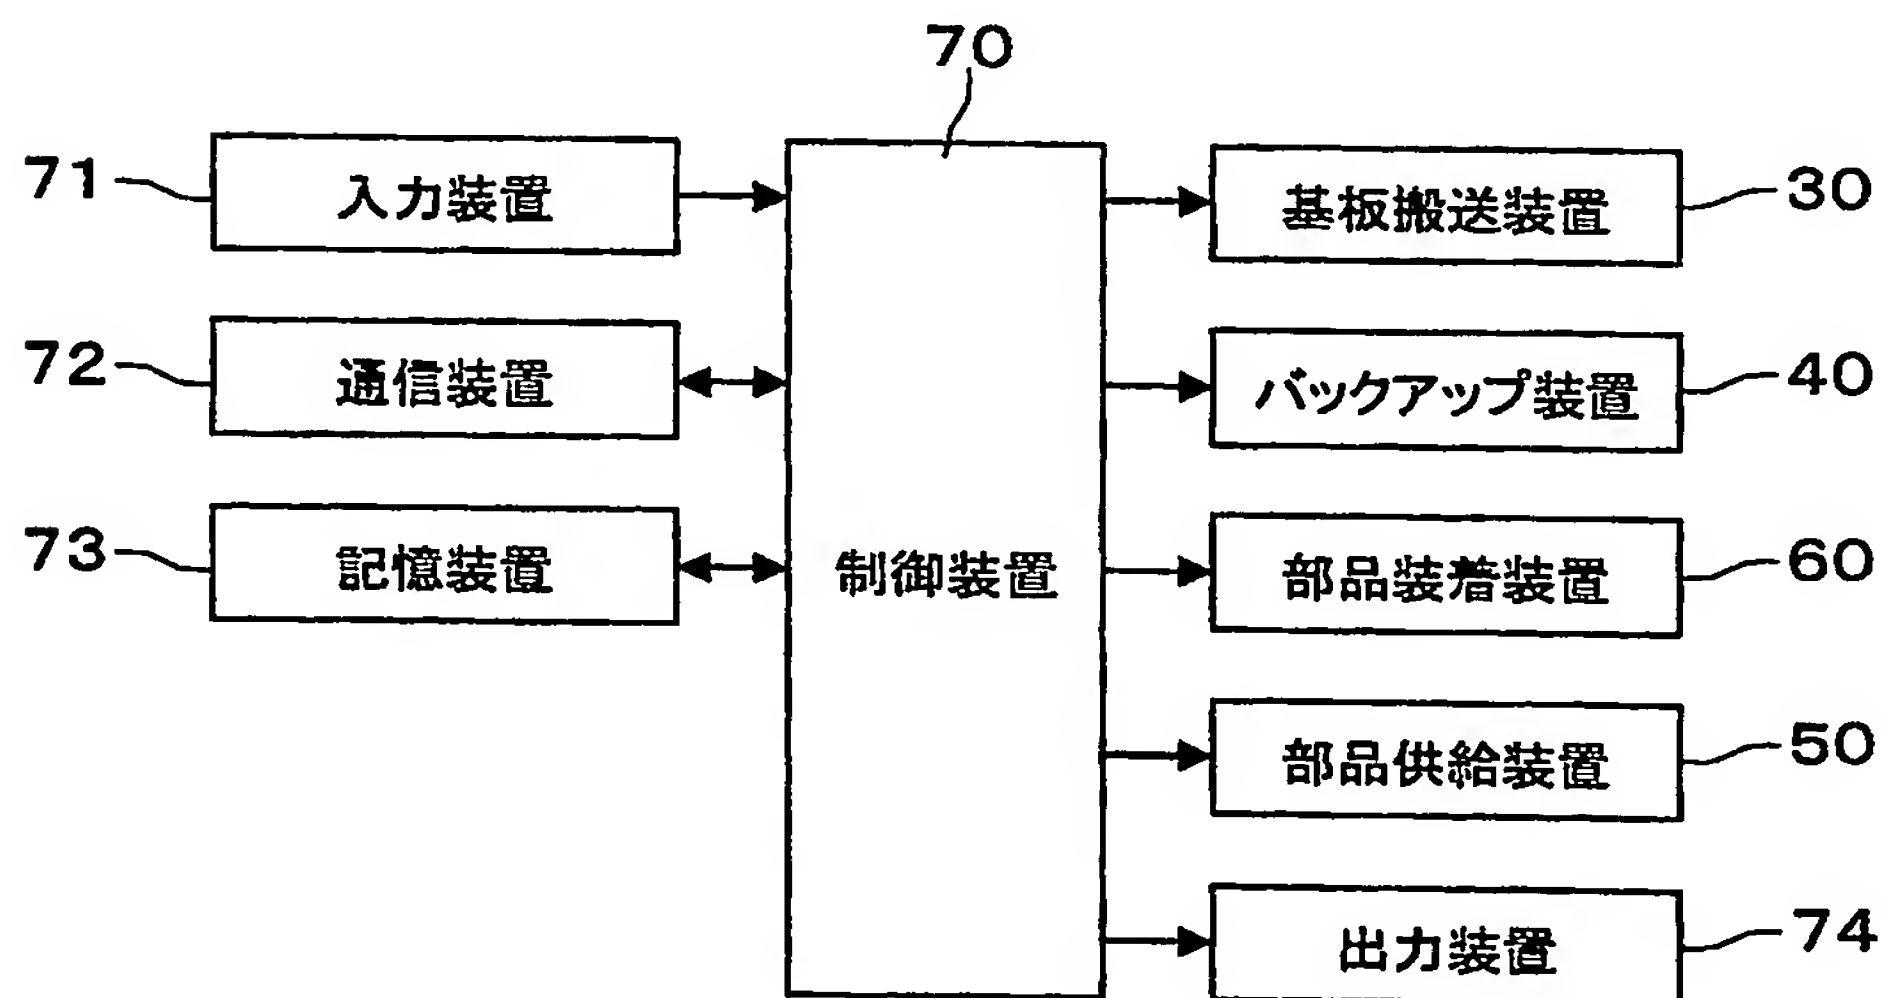 70
71
入力装置
72
通信装置
73
記憶装置
制御装置
基板搬送装置
30
バックアップ装置
40
部品装着装置
60
部品供給装置
50
出力装置
74